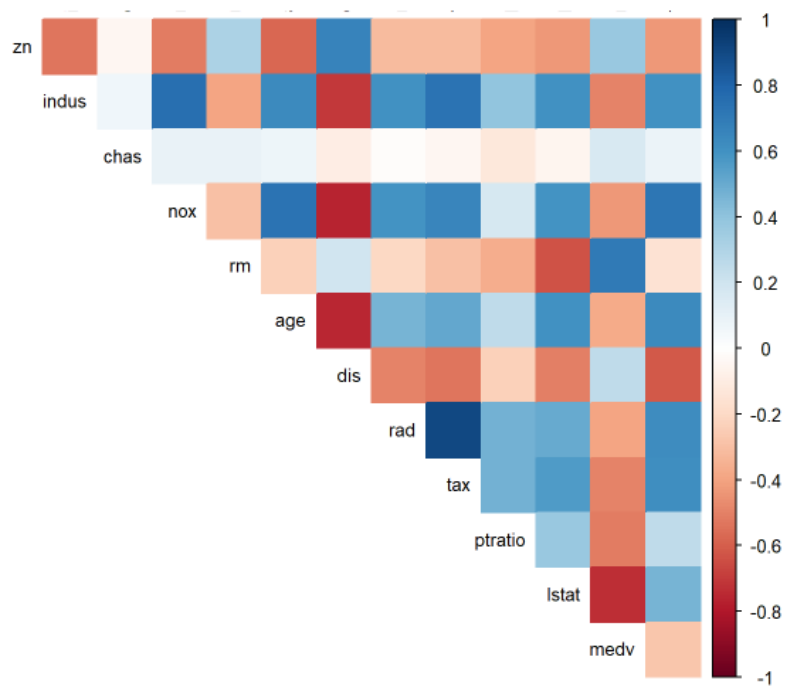 zn
indus
chas
nox
rm
age
dis
rad
tax
ptratio
lstat
medv
1
0.8
0.6
0.4
0.2
0
-0.2
-0.4
-0.6
-0.8
-1